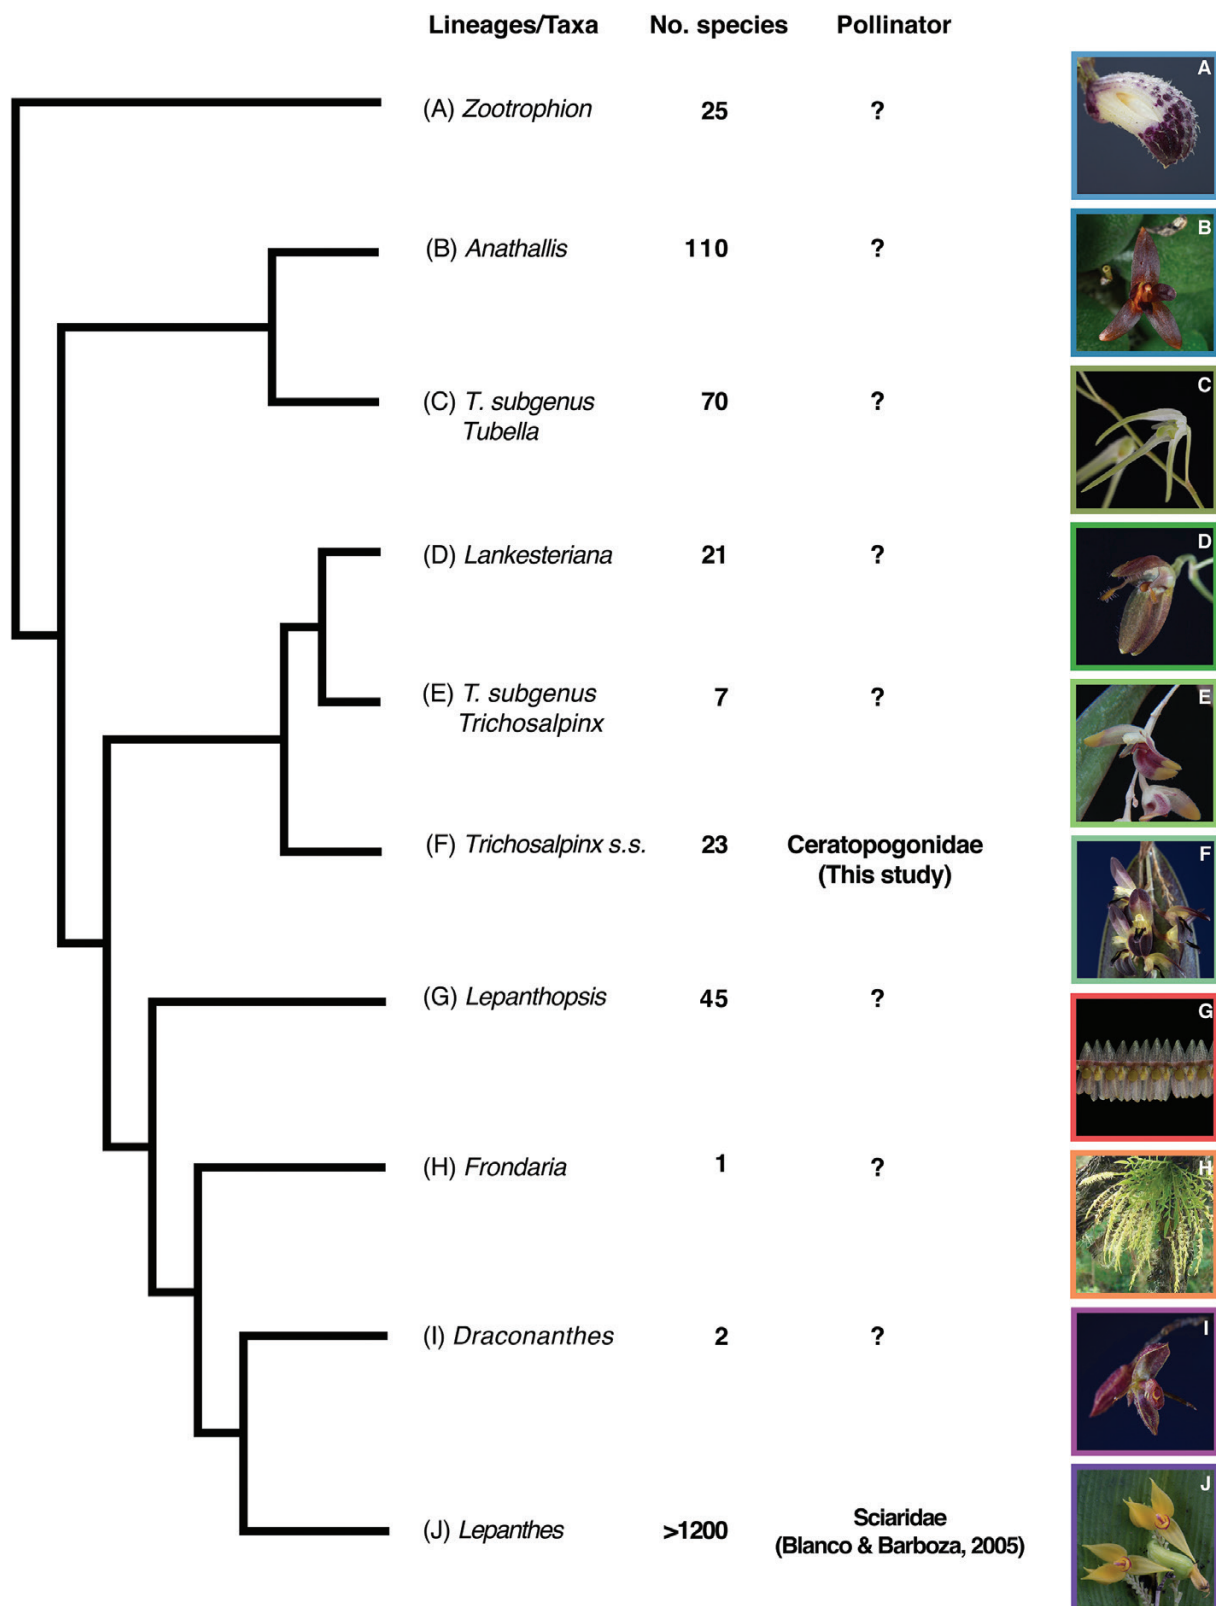 Lineages/Taxa No. species Pollinator
(A) Zootrophion 25 ? A
(B) Anathallis 110 ? B
(C) T. subgenus 70 ? C
Tubella
(D) Lankesteriana 21 ? D
(E) T. subgenus 7 ? E
Trichosalpinx
(F) Trichosalpinx s.s. 23 Ceratopogonidae F
(This study)
(G) Lepanthopsis 45 ? G
(H) Frondaria 1 ? H
(I) Draconanthes 2 ? I
(J) Lepanthes >1200 Sciaridae J
(Blanco & Barboza, 2005)